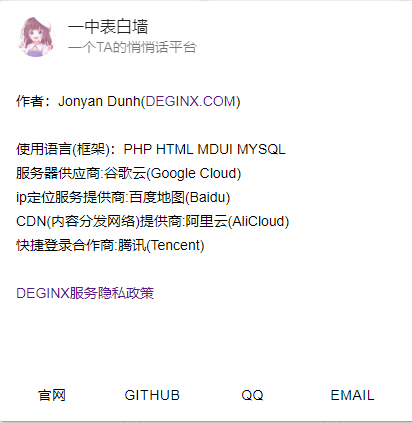 一中表白墙
一个TA的悄悄话平台
作者：Jonyan Dunh(DEGINX.COM)
使用语言(框架)：PHP HTML MDUI MYSQL
服务器供应商:谷歌云(Google Cloud)
ip定位服务提供商:百度地图(Baidu)
CDN(内容分发网络)提供商:阿里云(AliCloud)
快捷登录合作商:腾讯(Tencent)
DEGINX服务隐私政策
官网 GITHUB QQ EMAIL